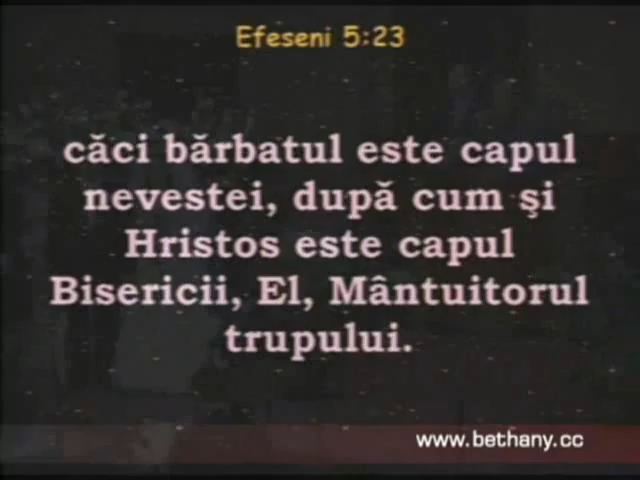 Efeseni 5:23
căci bărbatul este capul
nevestei, după cum şi
Hristos este capul
Bisericii, El, Mântuitorul
trupului.
www.bethany.cc